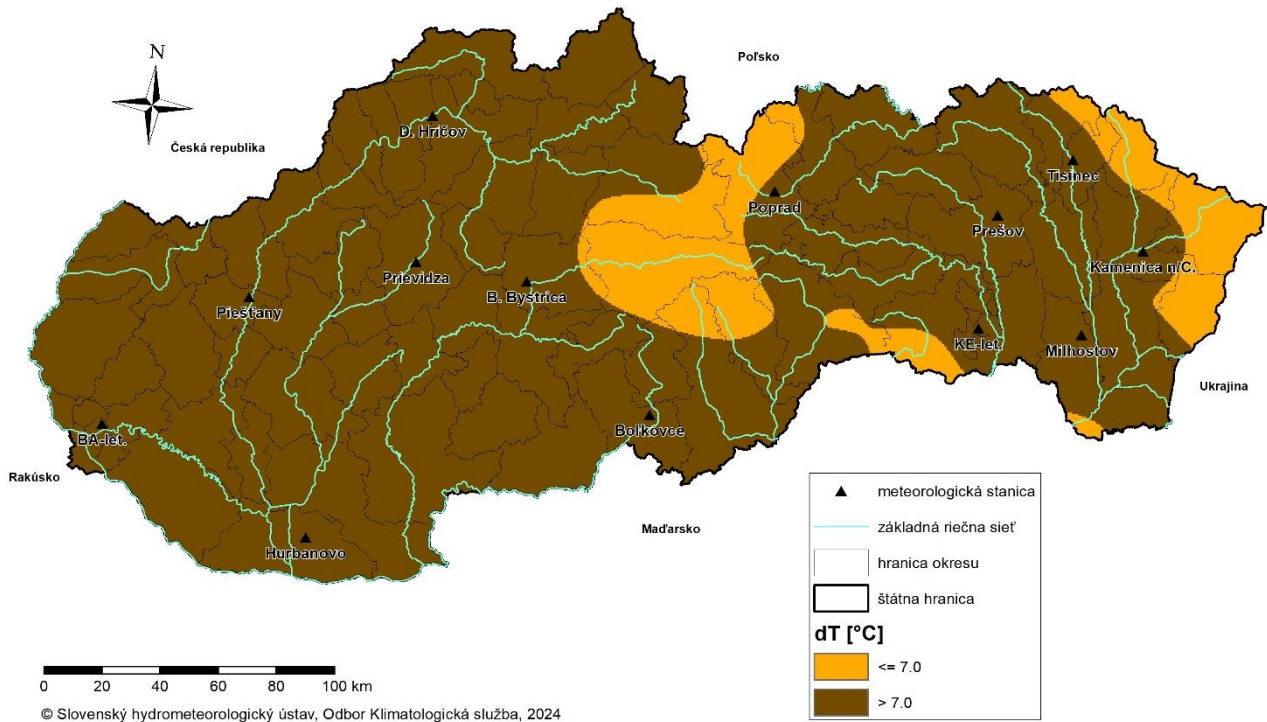 Poľsko
N
Česká republika
D. Hričov
Tisinec
Poprad
Prešov
Kamenica n/C.
Prievidza
B. Bystrica
Piešťany
KE-let.
Milhostov
Ukrajina
Boľkovce
BA-let.
Rakúsko
Maďarsko
Hurbanovo
meteorologická stanica
základná riečna sieť
hranica okresu
štátna hranica
dT [°C]
<= 7.0
> 7.0
0 20 40 60 80 100 km
© Slovenský hydrometeorologický ústav, Odbor Klimatologická služba, 2024